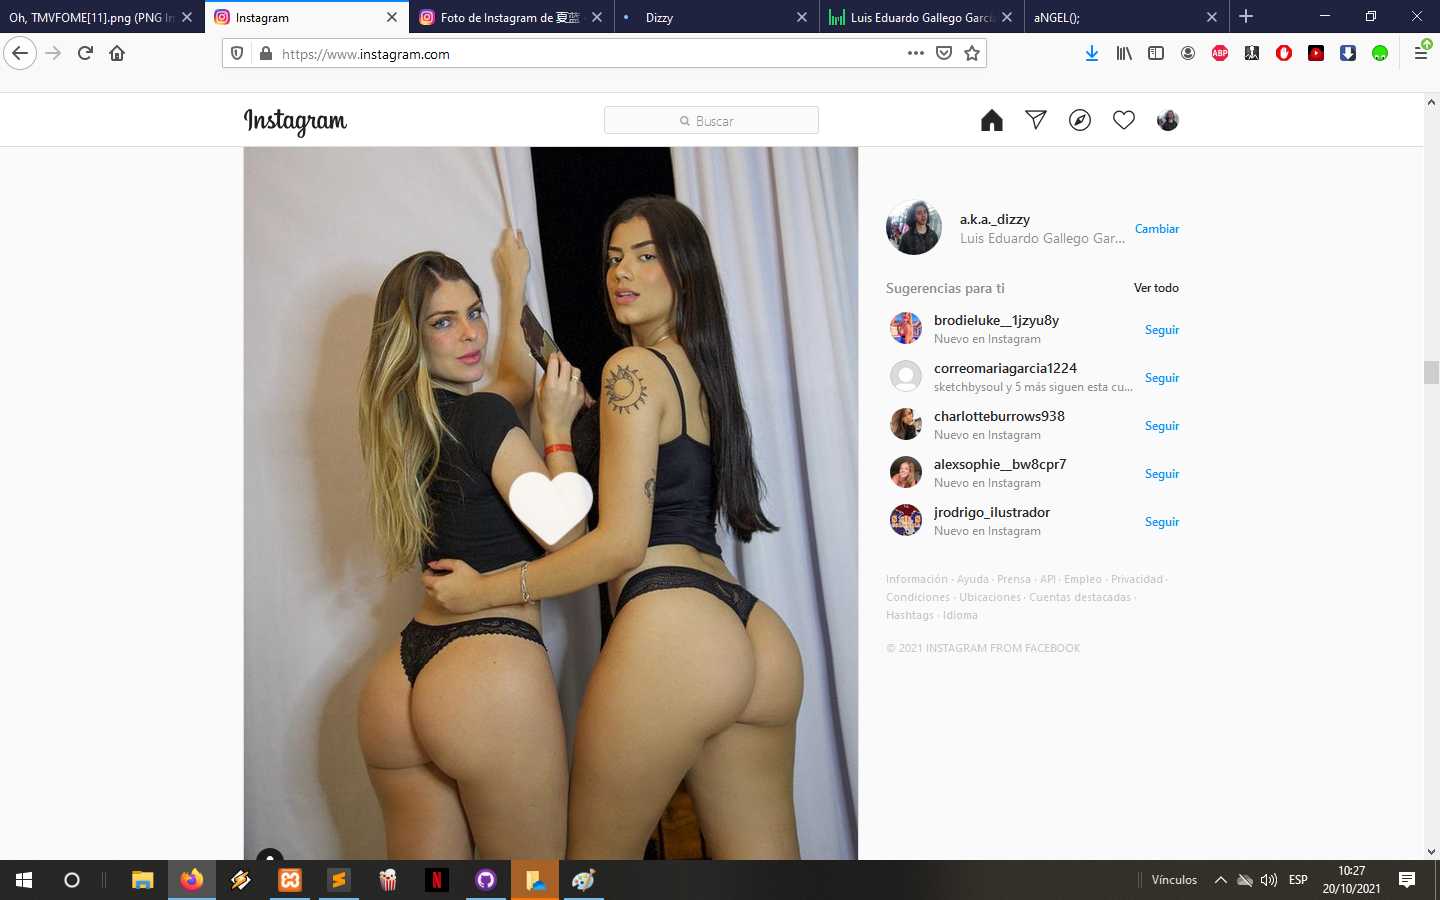 Oh, TMVFOME[11].png (PNG Im
Instagram
Foto de Instagram de 夏蓝
Dizzy
Luis Eduardo Gallego García
aNGEL();
https://www.instagram.com
ABP
Instagram
Buscar
a.k.a._dizzy
Luis Eduardo Gallego Gar...
Cambiar
Sugerencias para ti
Ver todo
brodieluke__1jzyu8y
Nuevo en Instagram
Seguir
correomariagarcia1224
sketchbysoul y 5 más siguen esta cu...
Seguir
charlotteburrows938
Nuevo en Instagram
Seguir
alexsophie__bw8cpr7
Nuevo en Instagram
Seguir
jrodrigo_ilustrador
Nuevo en Instagram
Seguir
Información · Ayuda · Prensa · API · Empleo · Privacidad ·
Condiciones · Ubicaciones · Cuentas destacadas ·
Hashtags · Idioma
© 2021 INSTAGRAM FROM FACEBOOK
Vínculos
ESP
10:27
20/10/2021